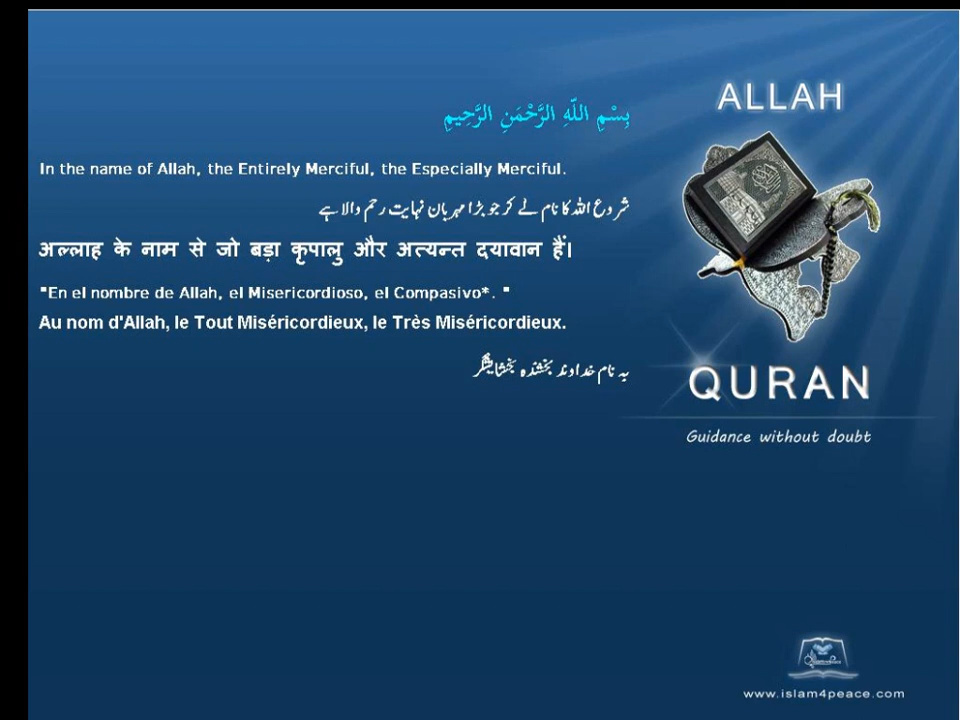 بِسْمِ اللّهِ الرَّحْمَنِ الرَّحِيمِ
In the name of Allah, the Entirely Merciful, the Especially Merciful.
شروع الله کا نام لے کر جو بڑا مہربان نہایت رحم والا ہے
अल्लाह के नाम से जो बड़ा कृपालु और अत्यन्त दयावान हैं।
"En el nombre de Allah, el Misericordioso, el Compasivo*. "
Au nom d'Allah, le Tout Miséricordieux, le Très Miséricordieux.
به نام خداوند بخشنده بخشایشگر
ALLAH
QURAN
Guidance without doubt
www.islam4peace.com